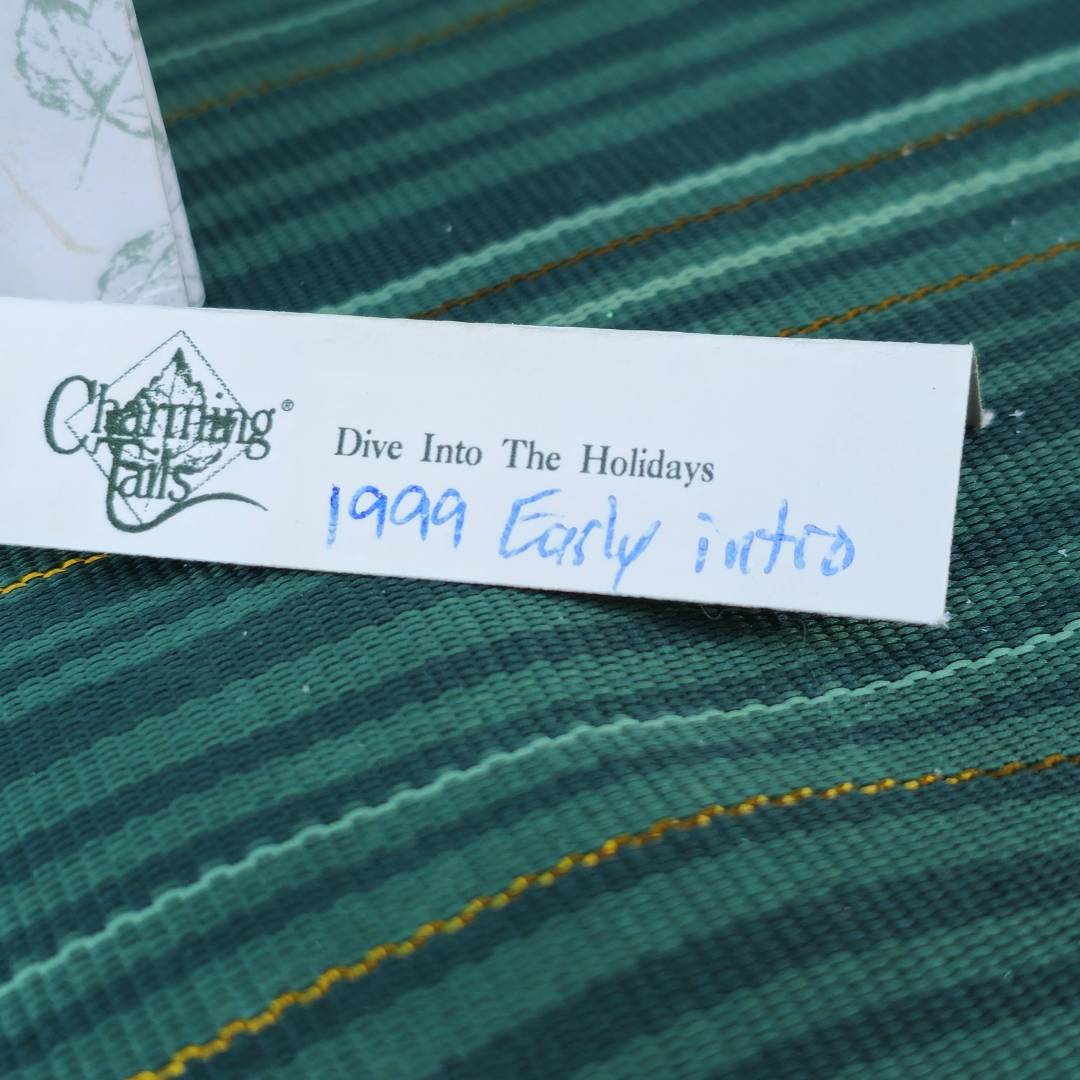 Charming
Tails®
Dive Into The Holidays
1999 Early intro